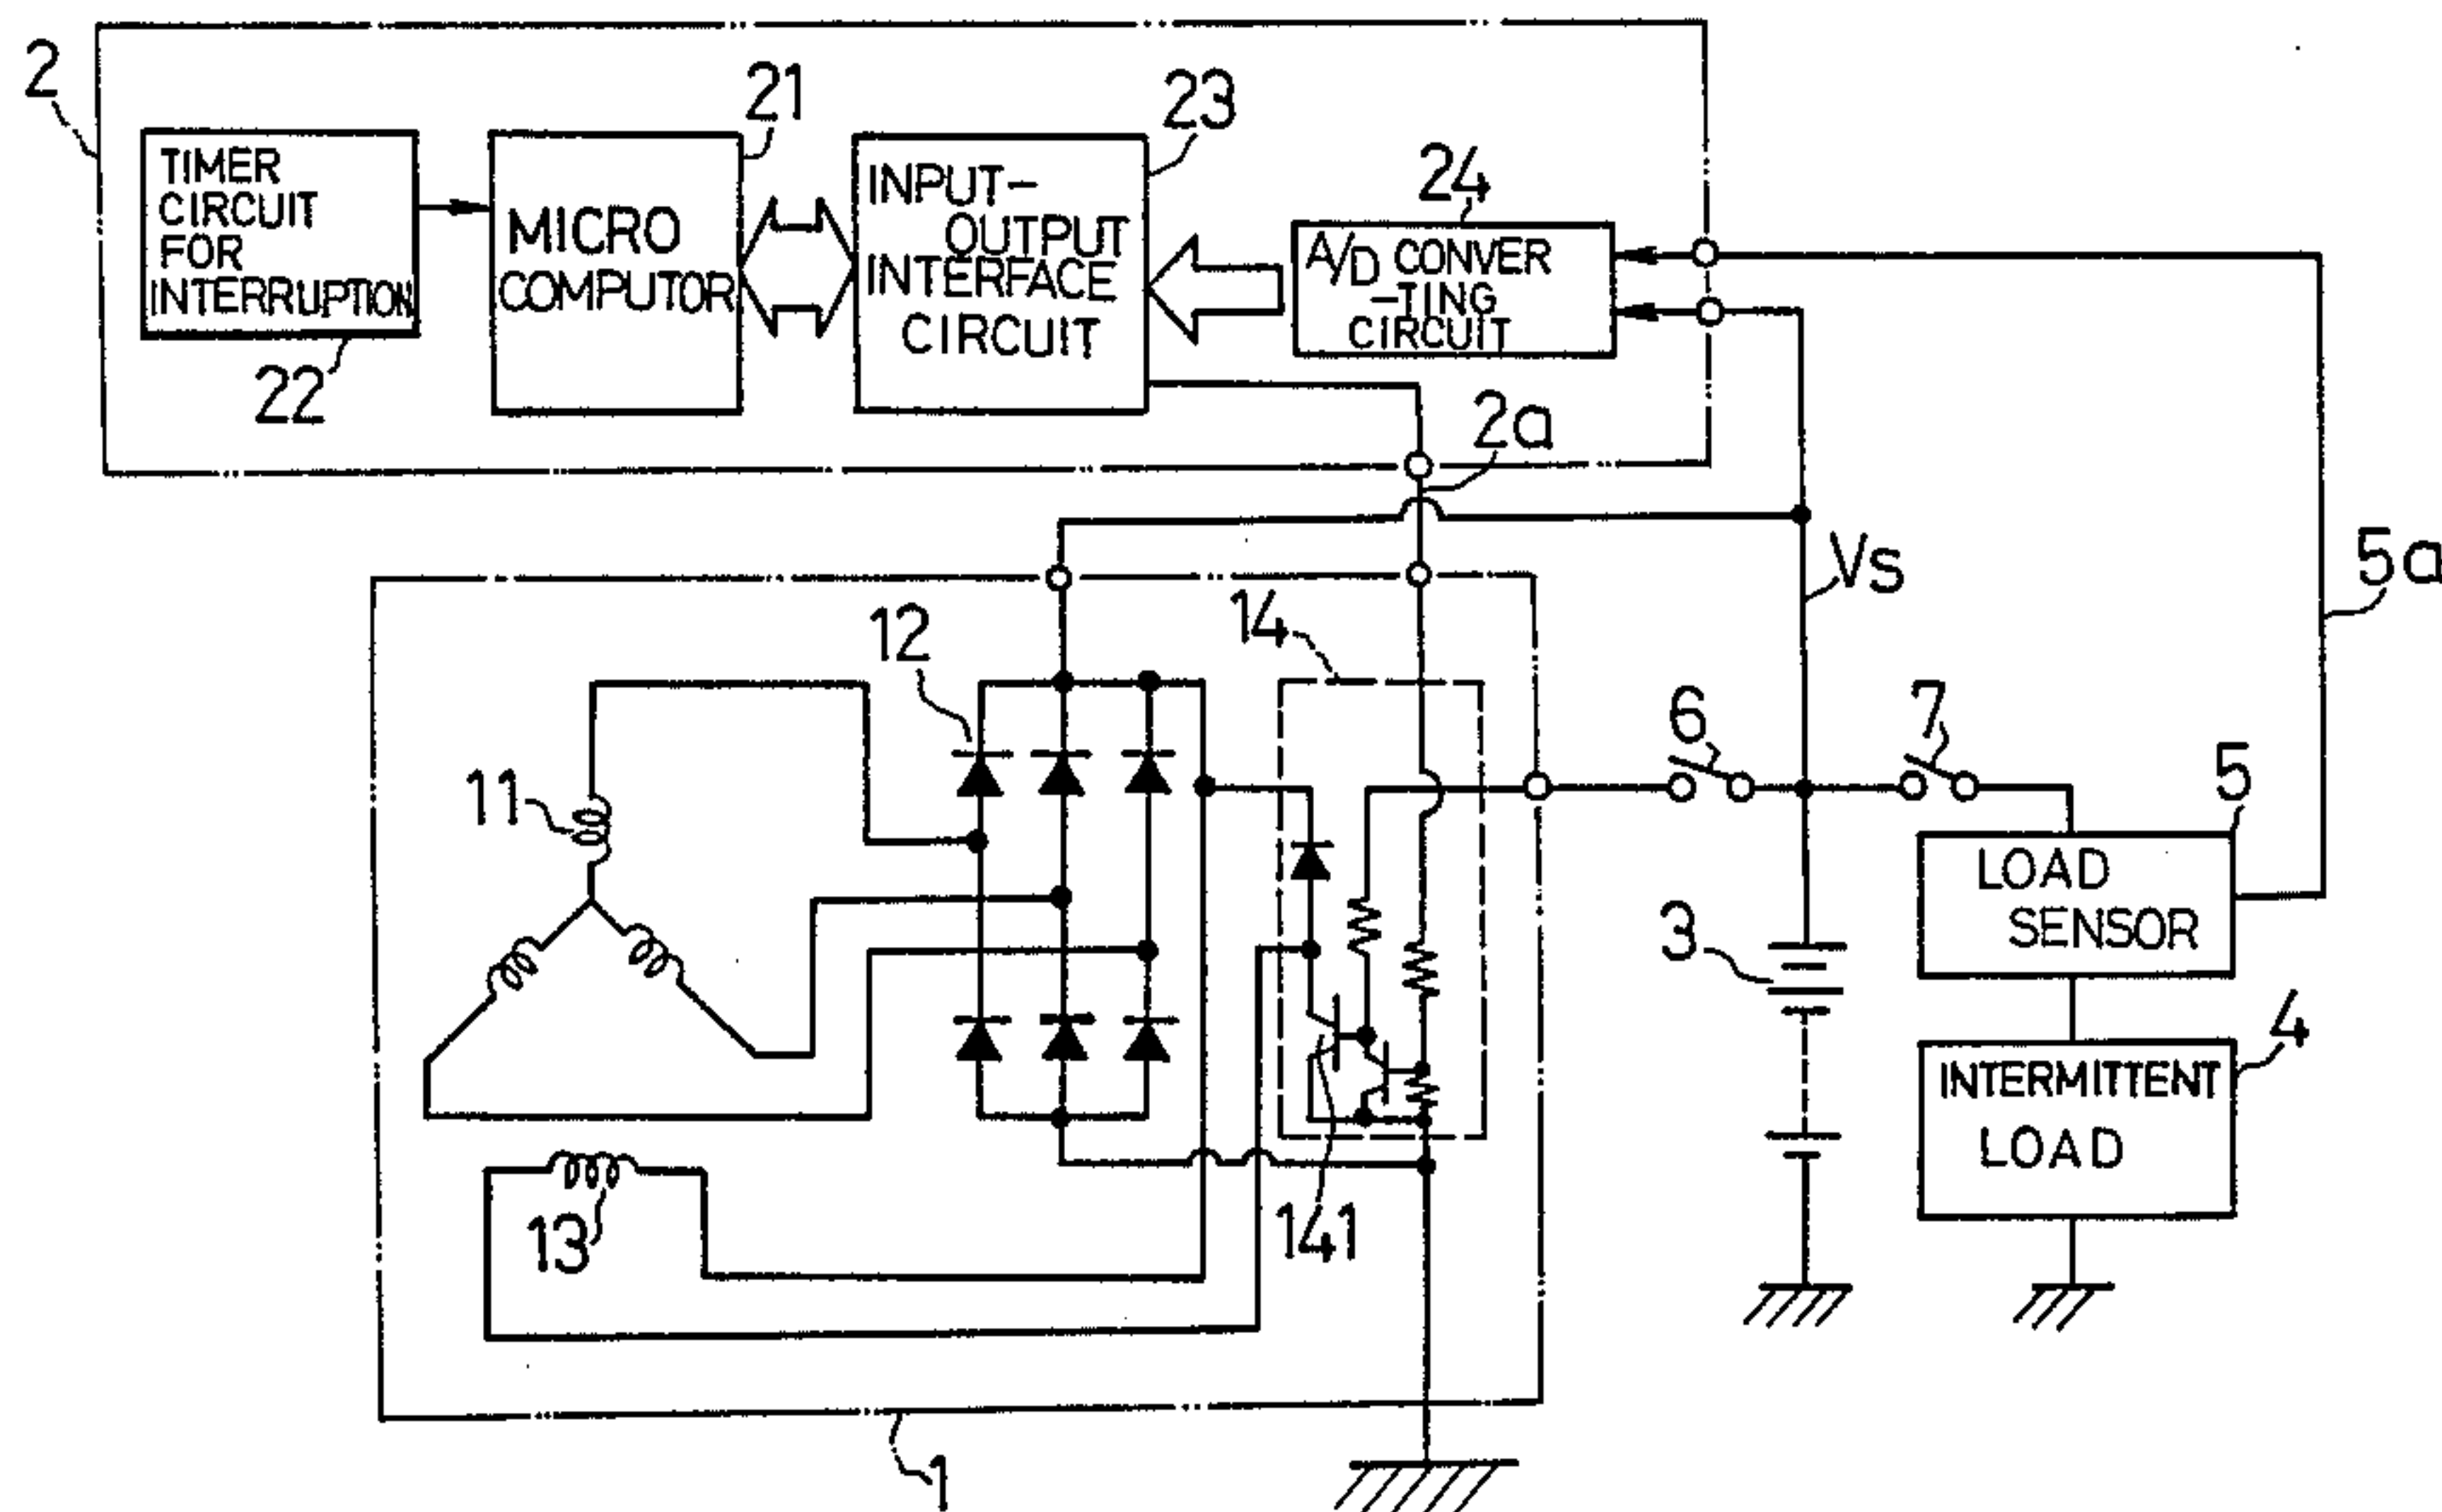 2
TIMER
CIRCUIT
FOR
INTERRUPTION
22
21
MICRO
COMPUTOR
23
INPUT-
OUTPUT
INTERFACE
CIRCUIT
24
A/D CONVER
-TING
CIRCUIT
2a
Vs
5a
14
12
11
6
7
5
LOAD
SENSOR
3
4
INTERMITTENT
LOAD
141
13
1